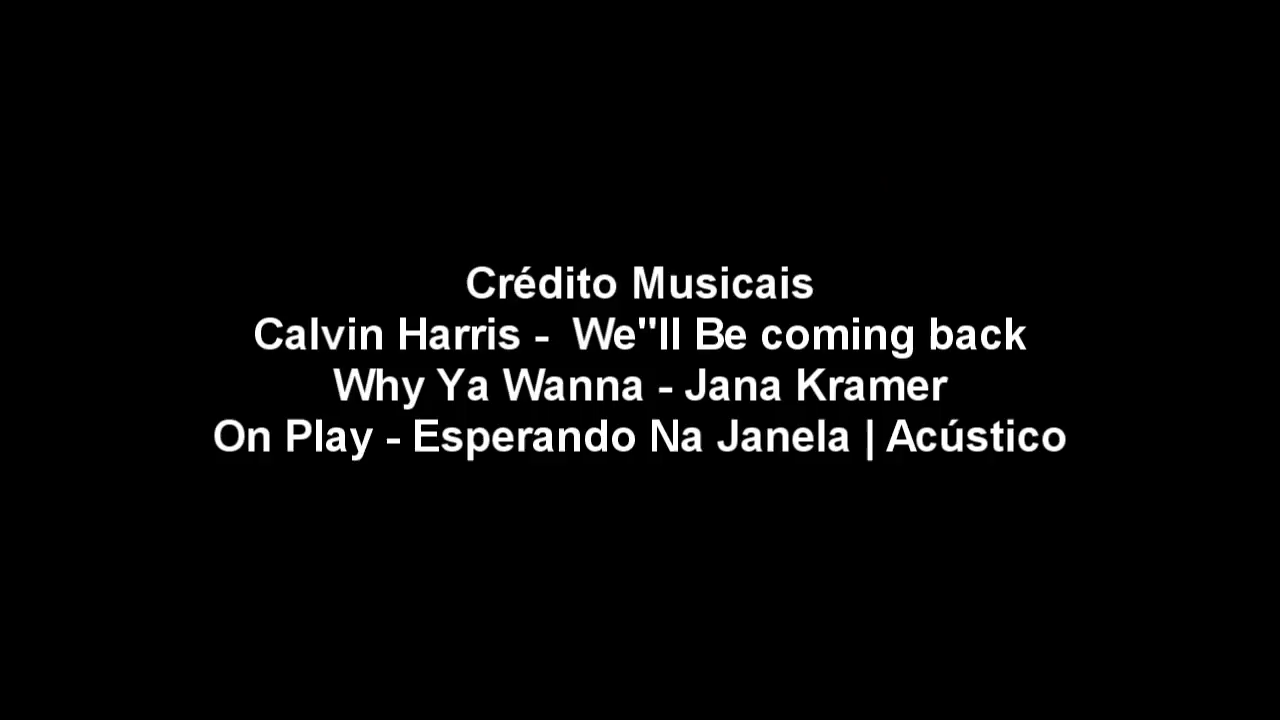 Crédito Musicais
Calvin Harris -  We"ll Be coming back
Why Ya Wanna - Jana Kramer
On Play - Esperando Na Janela | Acústico